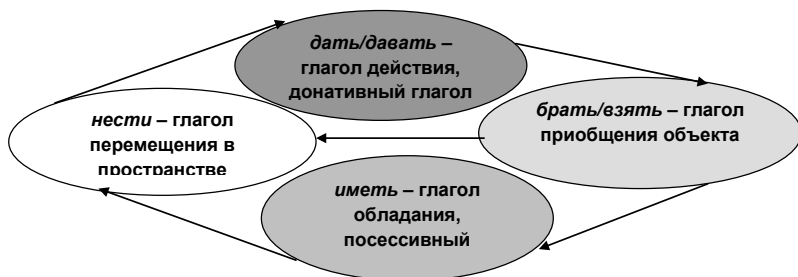 дать/давать –
глагол действия,
донативный глагол
нести – глагол
перемещения в
пространстве
брать/взять – глагол
приобщения объекта
иметь – глагол
обладания,
посессивный